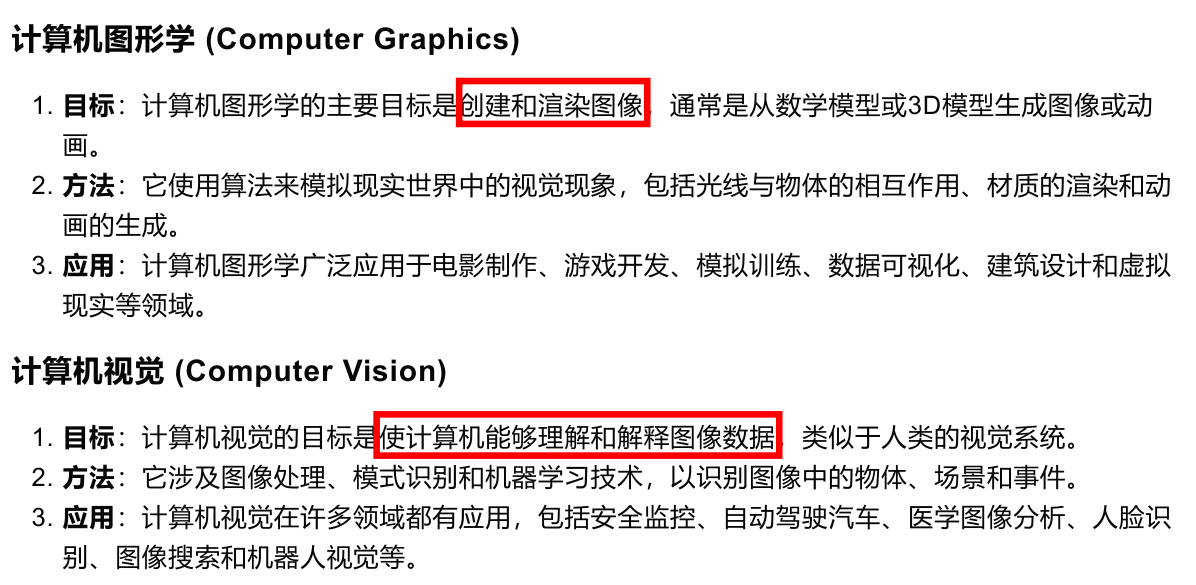 计算机图形学 (Computer Graphics)
1. 目标：计算机图形学的主要目标是创建和渲染图像，通常是从数学模型或3D模型生成图像或动
画。
2. 方法：它使用算法来模拟现实世界中的视觉现象，包括光线与物体的相互作用、材质的渲染和动
画的生成。
3. 应用：计算机图形学广泛应用于电影制作、游戏开发、模拟训练、数据可视化、建筑设计和虚拟
现实等领域。
计算机视觉 (Computer Vision)
1. 目标：计算机视觉的目标是使计算机能够理解和解释图像数据，类似于人类的视觉系统。
2. 方法：它涉及图像处理、模式识别和机器学习技术，以识别图像中的物体、场景和事件。
3. 应用：计算机视觉在许多领域都有应用，包括安全监控、自动驾驶汽车、医学图像分析、人脸识
别、图像搜索和机器人视觉等。